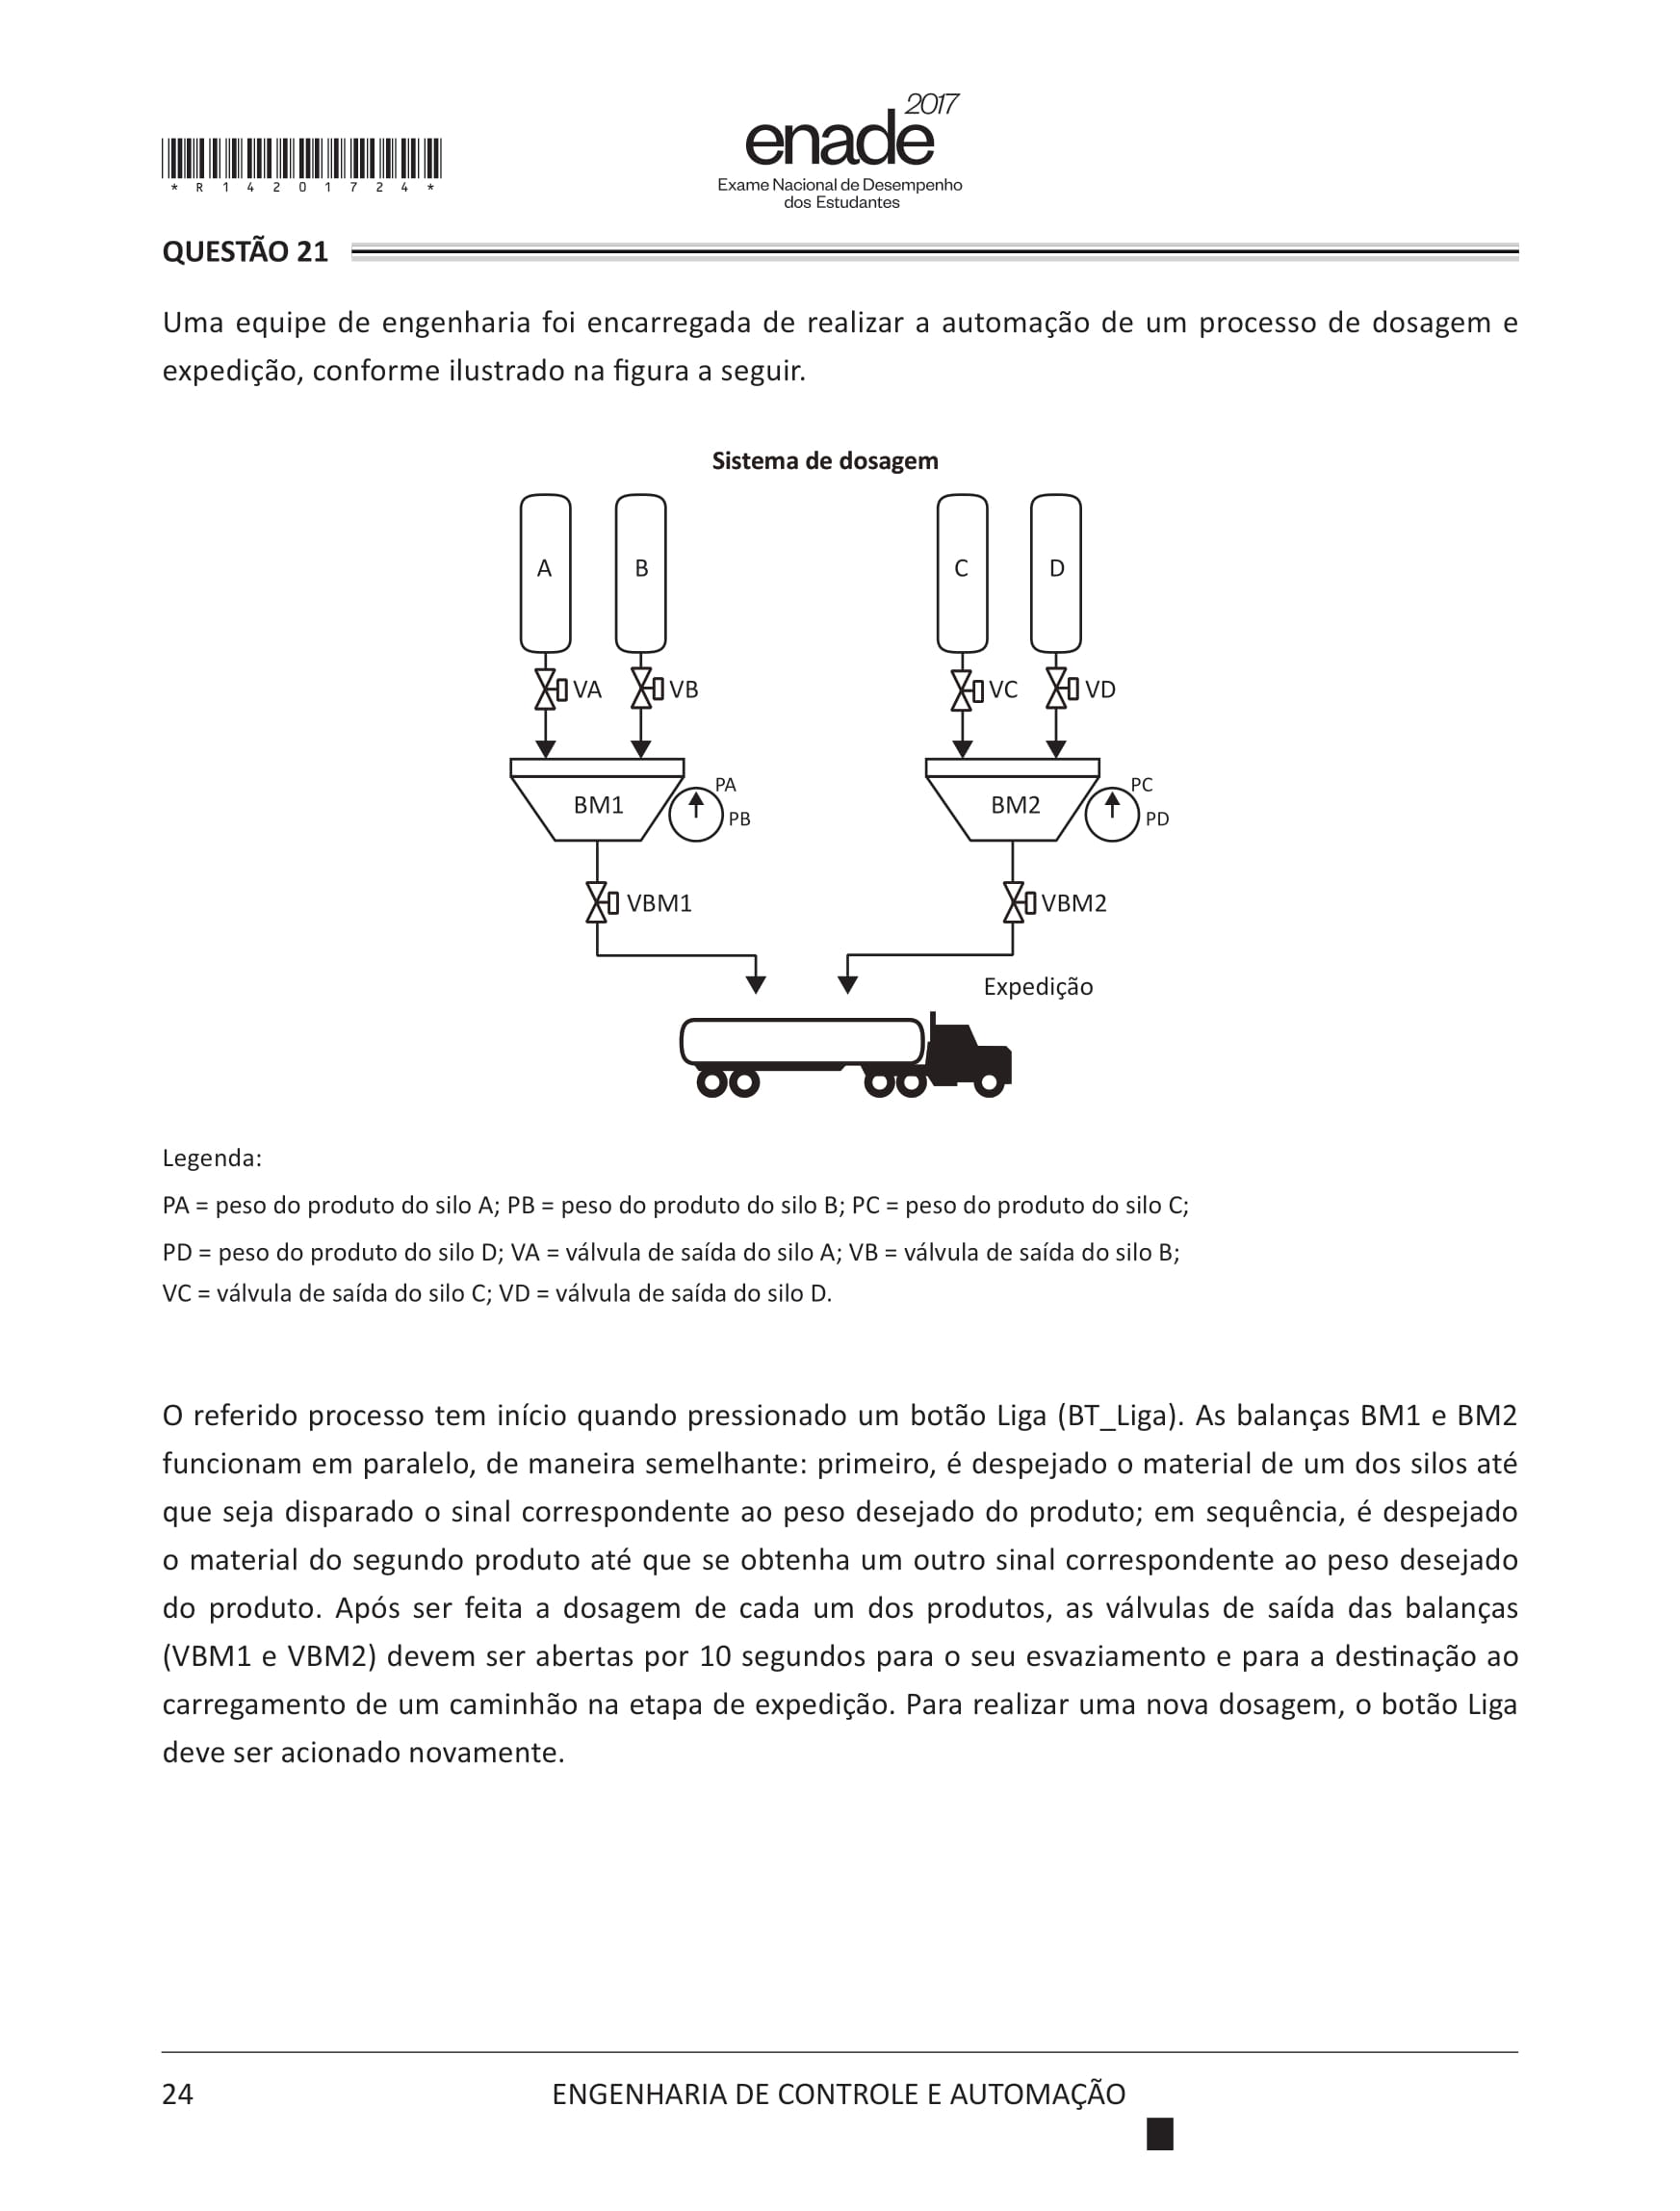 2017
enade
Exame Nacional de Desempenho
dos Estudantes
*R14201724*
QUESTÃO 21
Uma equipe de engenharia foi encarregada de realizar a automação de um processo de dosagem e
expedição, conforme ilustrado na figura a seguir.
Sistema de dosagem
A B C D
VA VB VC VD
BM1 PA PB BM2 PC PD
VBM1 VBM2
Expedição
Legenda:
PA = peso do produto do silo A; PB = peso do produto do silo B; PC = peso do produto do silo C;
PD = peso do produto do silo D; VA = válvula de saída do silo A; VB = válvula de saída do silo B;
VC = válvula de saída do silo C; VD = válvula de saída do silo D.
O referido processo tem início quando pressionado um botão Liga (BT_Liga). As balanças BM1 e BM2
funcionam em paralelo, de maneira semelhante: primeiro, é despejado o material de um dos silos até
que seja disparado o sinal correspondente ao peso desejado do produto; em sequência, é despejado
o material do segundo produto até que se obtenha um outro sinal correspondente ao peso desejado
do produto. Após ser feita a dosagem de cada um dos produtos, as válvulas de saída das balanças
(VBM1 e VBM2) devem ser abertas por 10 segundos para o seu esvaziamento e para a destinação ao
carregamento de um caminhão na etapa de expedição. Para realizar uma nova dosagem, o botão Liga
deve ser acionado novamente.
24
ENGENHARIA DE CONTROLE E AUTOMAÇÃO